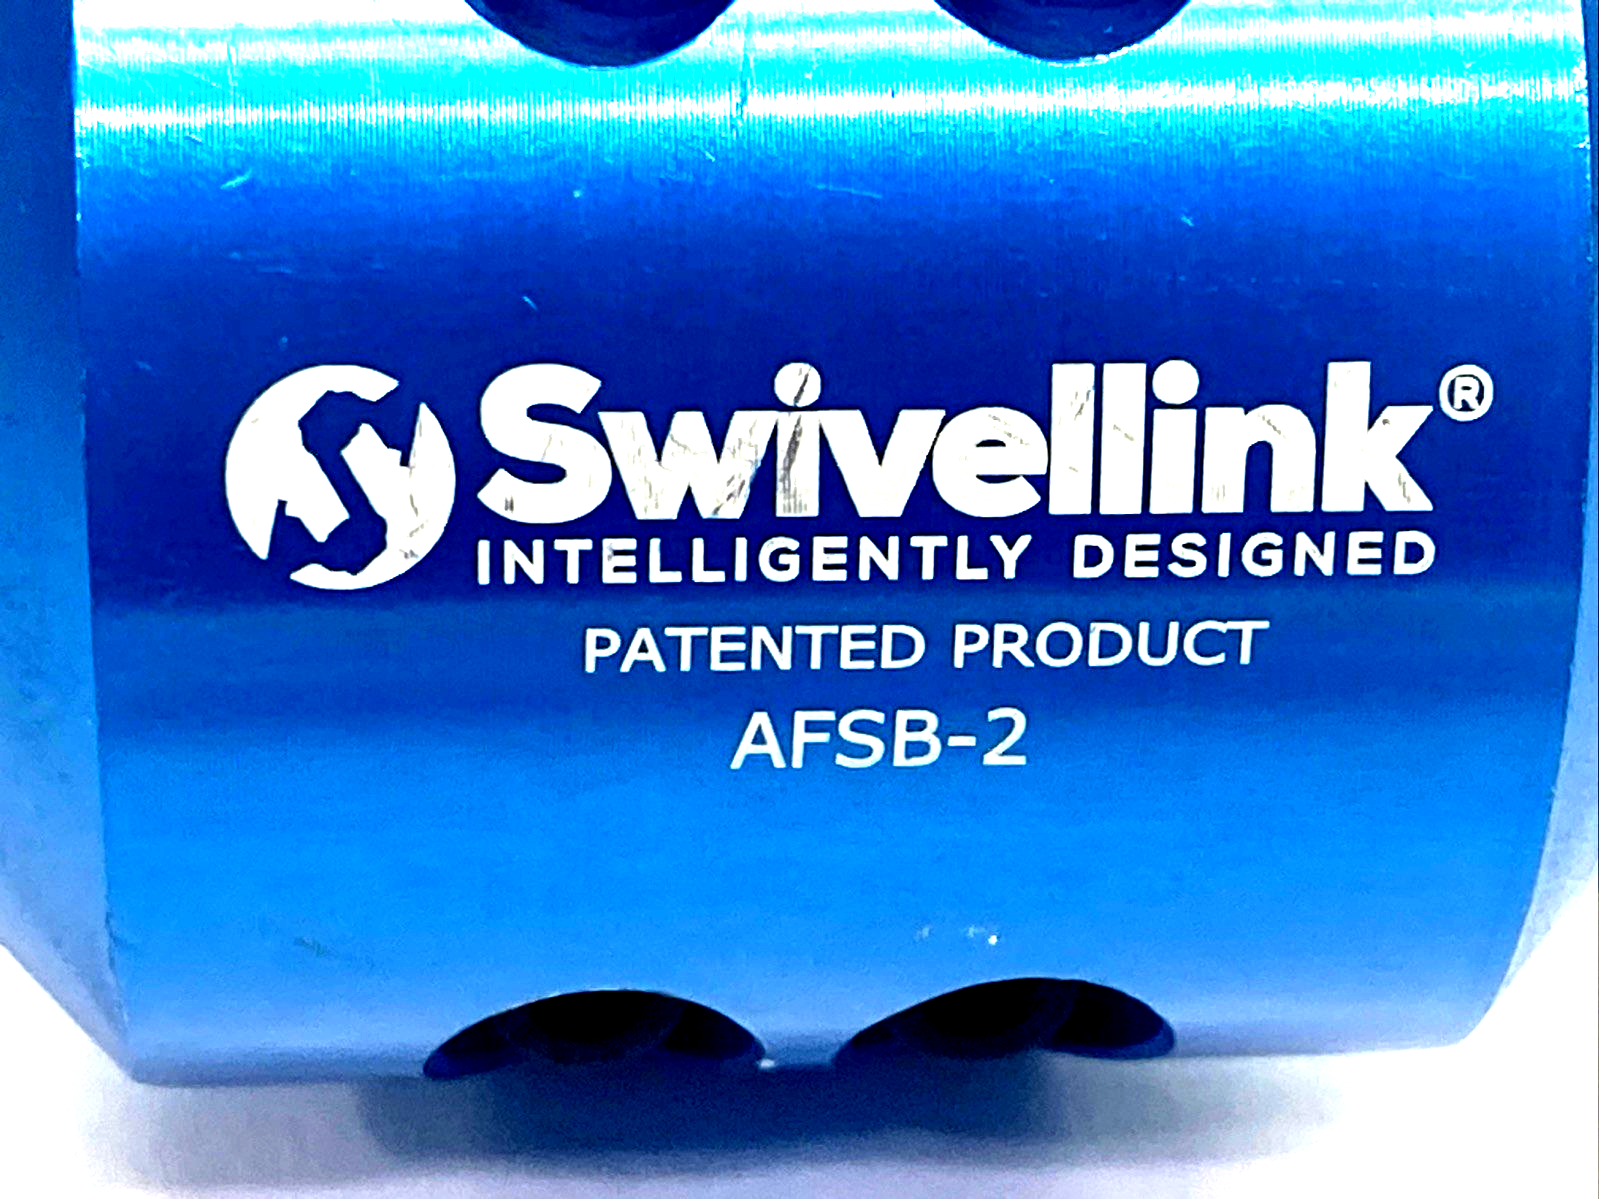 Swivellink®
INTELLIGENTLY DESIGNED
PATENTED PRODUCT
AFSB-2